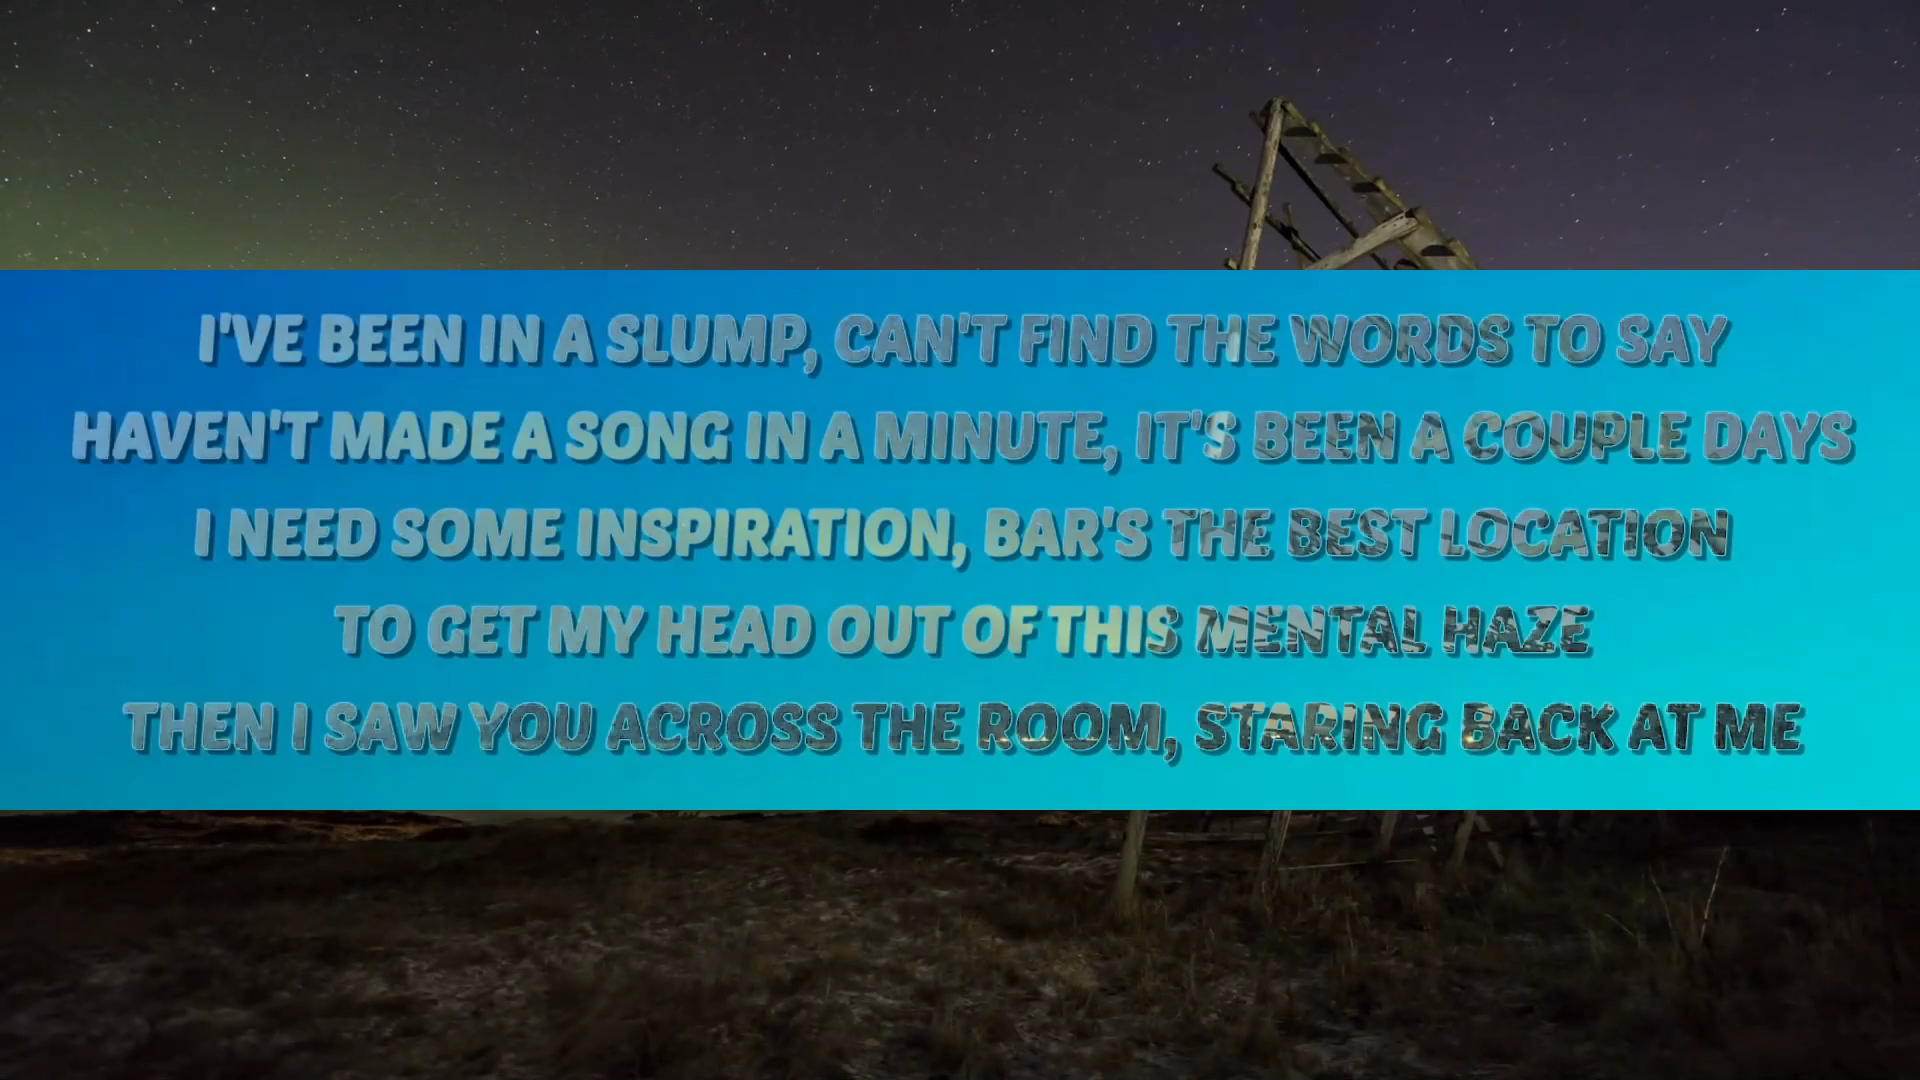 I'VE BEEN IN A SLUMP, CAN'T FIND THE WORDS TO SAY
HAVEN'T MADE A SONG IN A MINUTE, IT'S BEEN A COUPLE DAYS
I NEED SOME INSPIRATION, BAR'S THE BEST LOCATION
TO GET MY HEAD OUT OF THIS MENTAL HAZE
THEN I SAW YOU ACROSS THE ROOM, STARING BACK AT ME